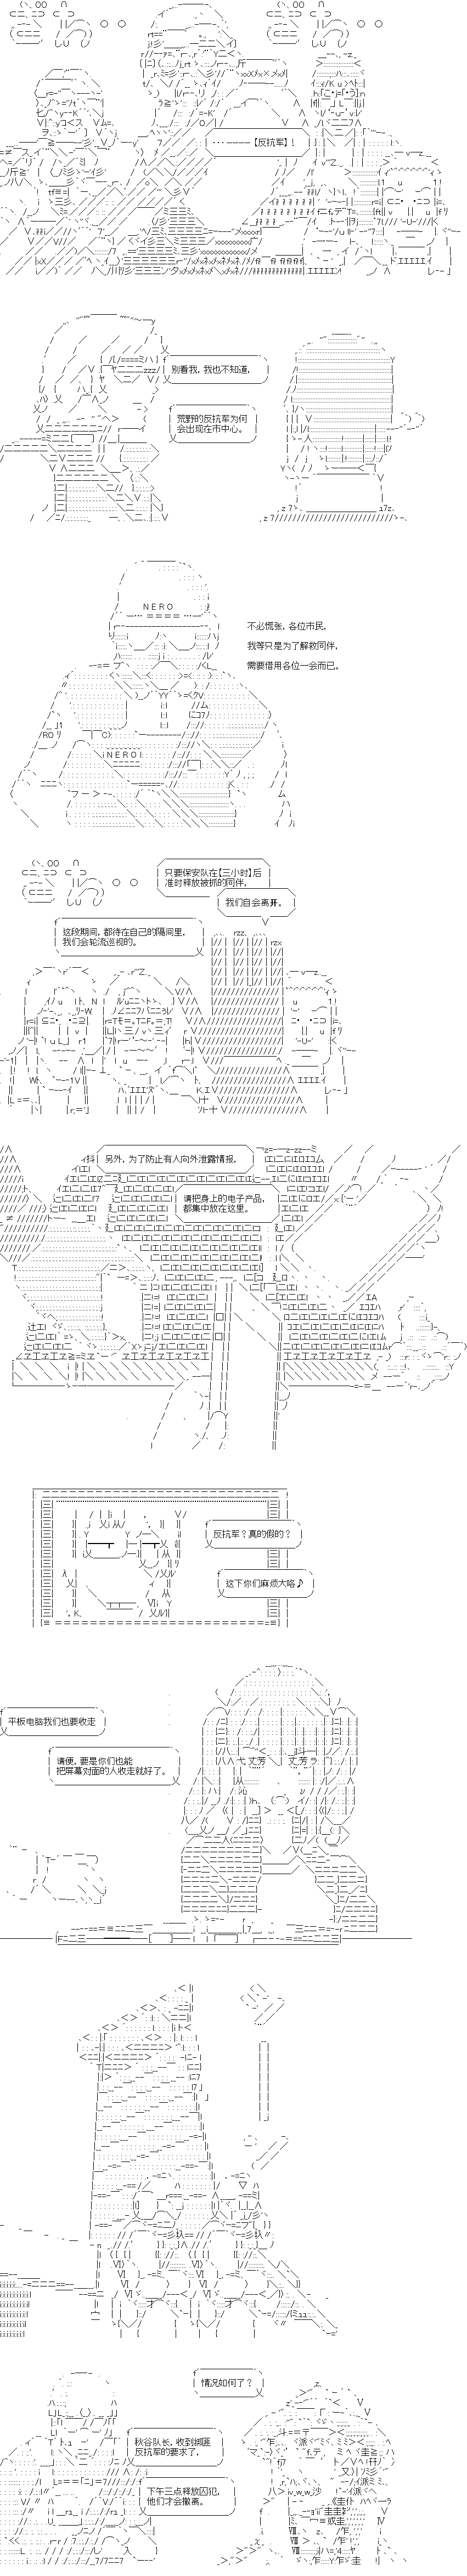 【反抗军】！
别看我，我也不知道，
荒野的反抗军为何
会出现在市中心。
NERO
不必慌张，各位市民，
我等只是为了解救同伴，
需要借用各位一会而已。
NERO
只要保安队在【三小时】后
准时释放被抓的同伴，
我们自会离开。
这段期间，都待在自己的隔间里，
我们会轮流巡视的。
另外，为了防止有人向外泄露情报，
请把身上的电子产品，
都集中放在这里。
反抗军？真的假的？
这下你们麻烦大咯♪
平板电脑我们也要收走
请便，要是你们也能
把屏幕对面的人收走就好了。
情况如何了？
秋谷队长，收到绑匪
反抗军的要求了，
下午三点释放囚犯，
他们才会撤离。